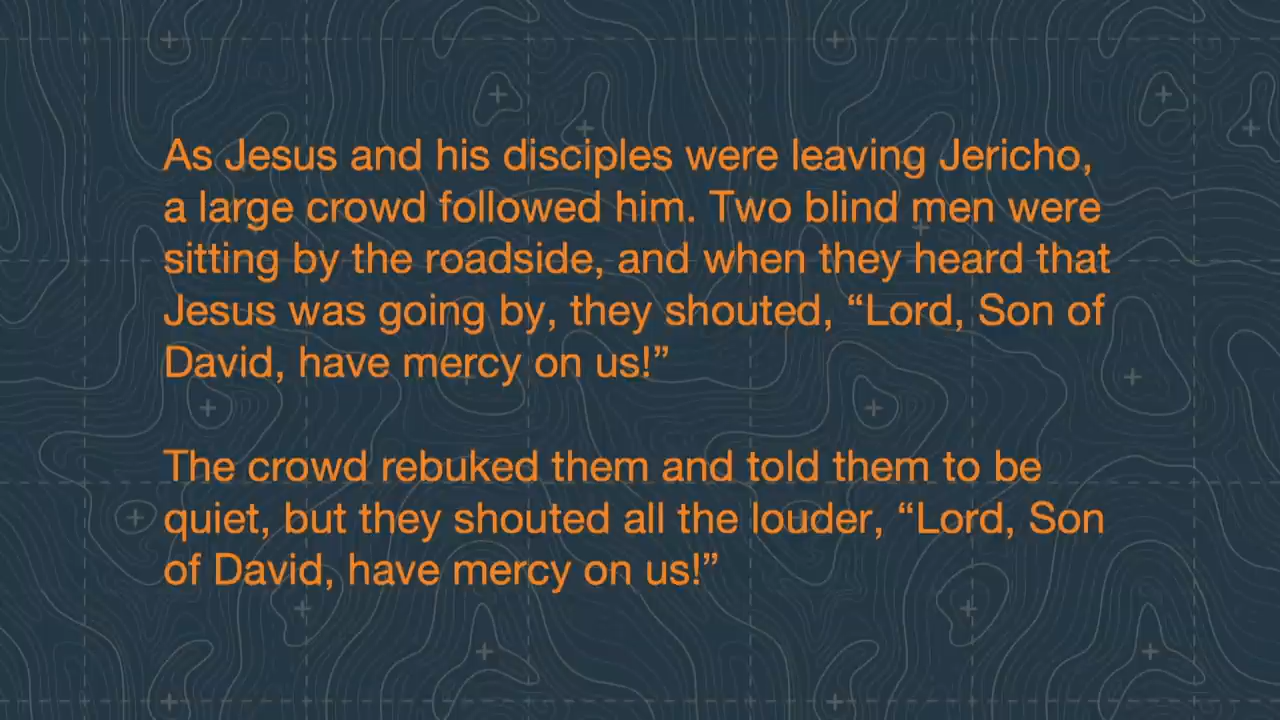 As Jesus and his disciples were leaving Jericho,
a large crowd followed him. Two blind men were
sitting by the roadside, and when they heard that
Jesus was going by, they shouted, “Lord, Son of
David, have mercy on us!”
The crowd rebuked them and told them to be
quiet, but they shouted all the louder, “Lord, Son
of David, have mercy on us!”